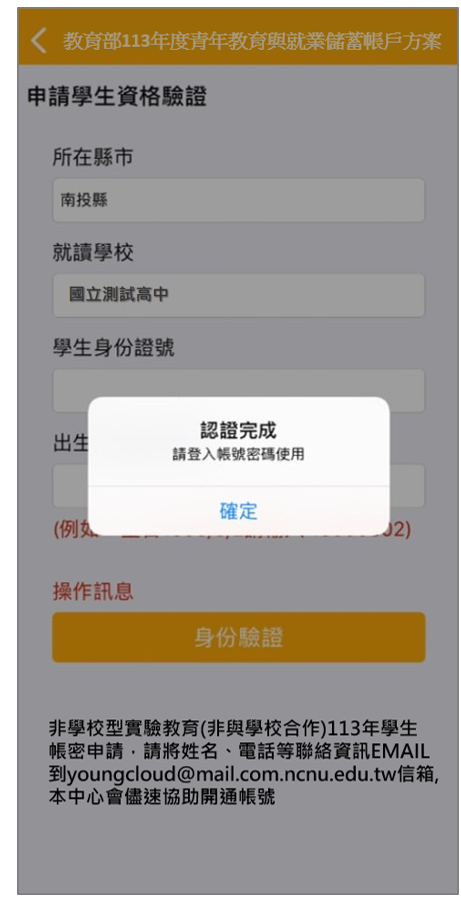 教育部113年度青年教育與就業儲蓄帳戶方案
申請學生資格驗證
所在縣市
南投縣
就讀學校
國立測試高中
學生身份證號
認證完成
出生
請登入帳號密碼使用
確定
(例如
02)
操作訊息
身份驗證
非學校型實驗教育(非與學校合作)113年學生
帳密申請，請將姓名、電話等聯絡資訊EMAIL
到youngcloud@mail.com.ncnu.edu.tw信箱,
本中心會儘速協助開通帳號